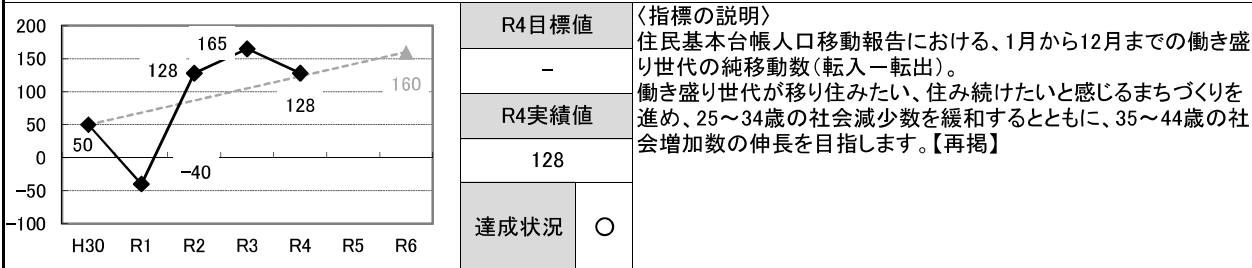 200
150
100
50
0
−50
−100
165
128
128
160
50
−40
H30 R1 R2 R3 R4 R5 R6
R4目標値
−
R4実績値
128
達成状況 ○
〈指標の説明〉
住民基本台帳人口移動報告における、1月から12月までの働き盛
り世代の純移動数(転入ー転出)。
働き盛り世代が移り住みたい、住み続けたいと感じるまちづくりを
進め、25～34歳の社会減少数を緩和するとともに、35～44歳の社
会増加数の伸長を目指します。【再掲】